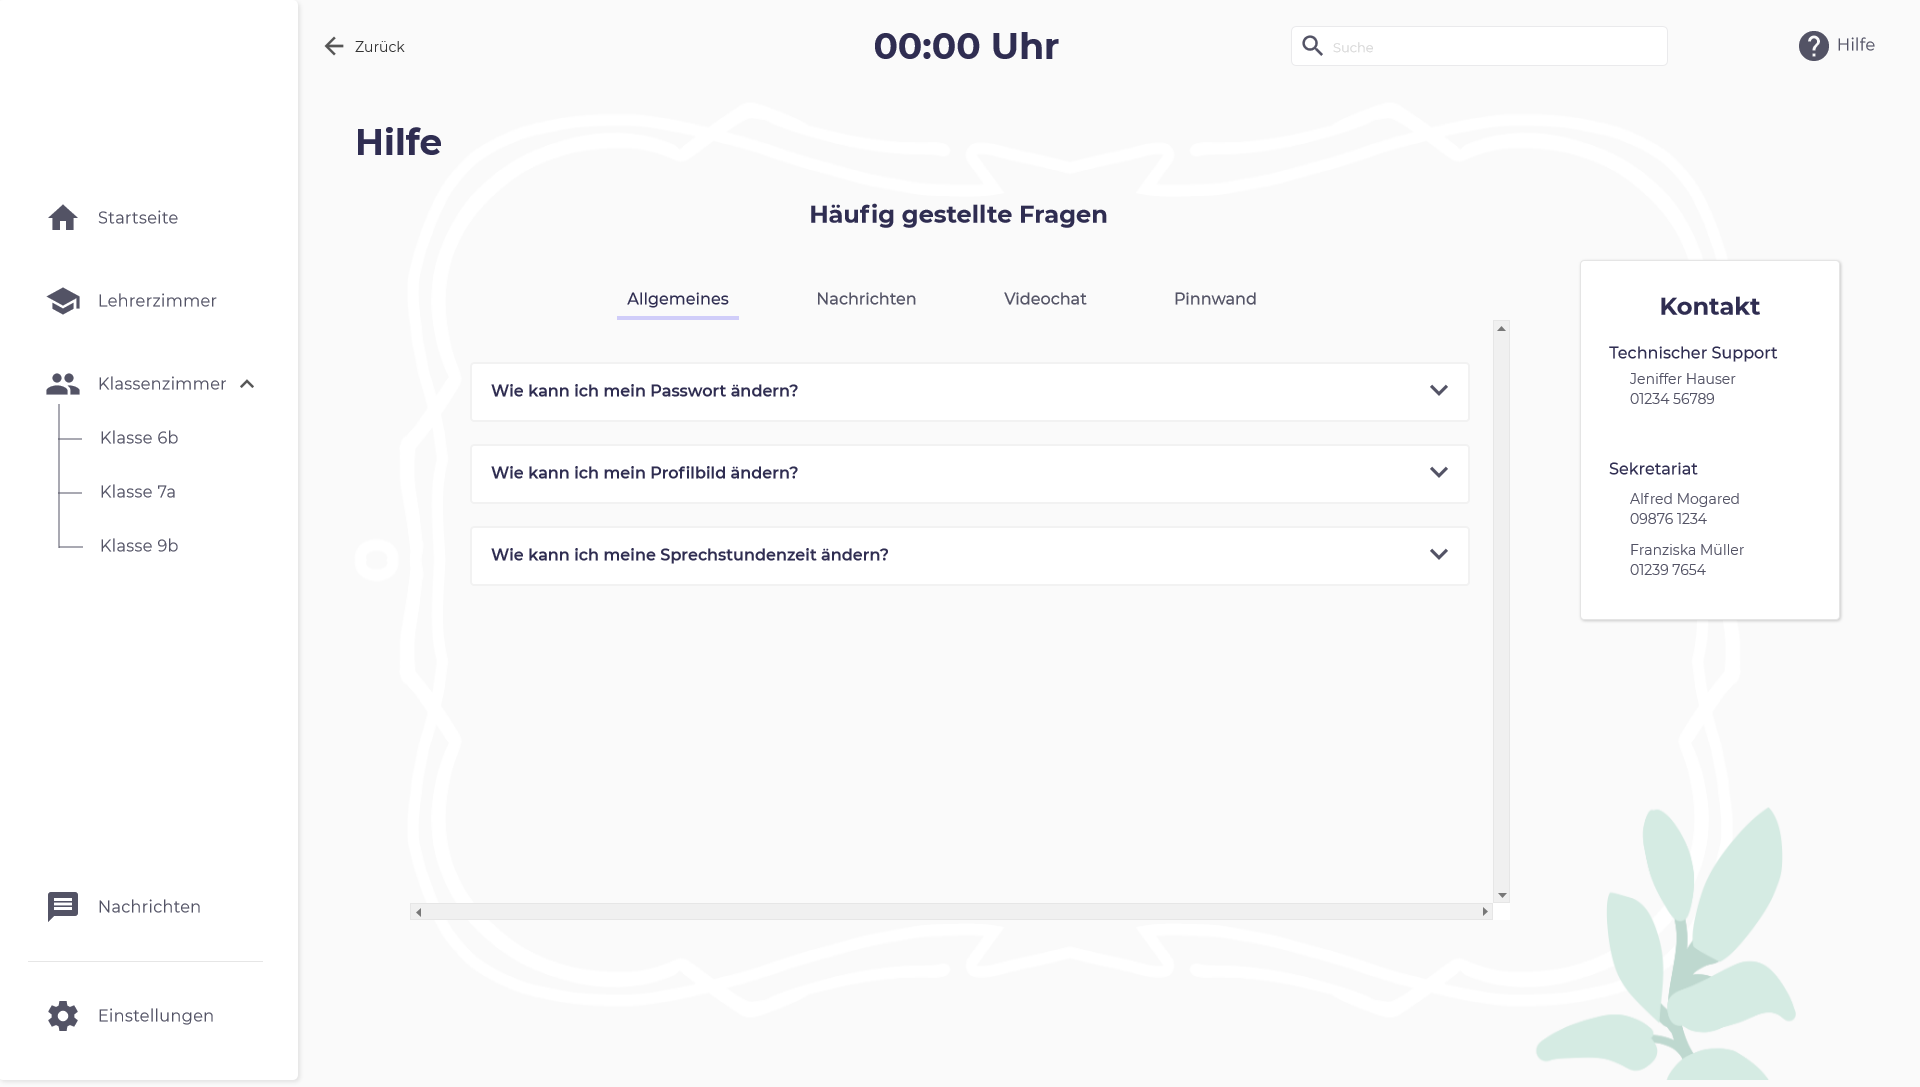 Zurück
00:00 Uhr
Suche
Hilfe
Startseite
Lehrerzimmer
Klassenzimmer
Klasse 6b
Klasse 7a
Klasse 9b
Nachrichten
Einstellungen
Hilfe
Häufig gestellte Fragen
Allgemeines
Nachrichten
Videochat
Pinnwand
Wie kann ich mein Passwort ändern?
Wie kann ich mein Profilbild ändern?
Wie kann ich meine Sprechstundenzeit ändern?
Kontakt
Technischer Support
Jeniffer Hauser
01234 56789
Sekretariat
Alfred Mogared
09876 1234
Franziska Müller
01239 7654